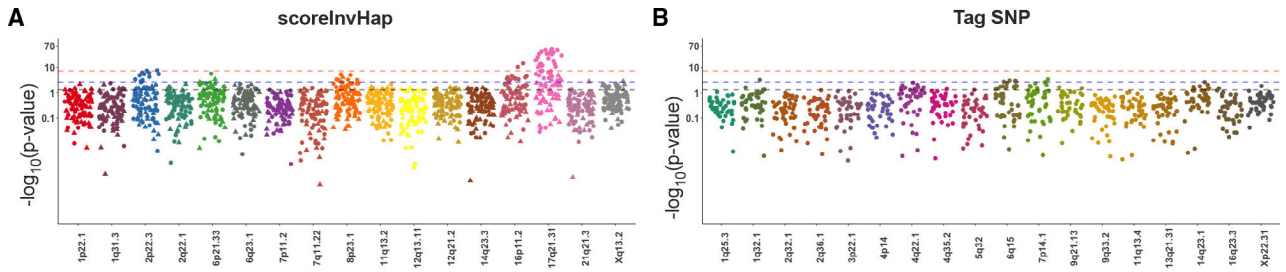 A
scoreInvHap
-log10(p-value)
70
10
1
0.1
1p22.1
1q31.3
2p22.3
2q22.1
6p21.33
6q23.1
7p11.2
7q11.22
8p23.1
11q13.2
12q13.11
12q21.2
14q23.3
16p11.2
17q21.31
21q21.3
Xq13.2
B
Tag SNP
-log10(p-value)
70
10
1
0.1
1q25.3
1q32.1
2q32.1
2q36.1
3p22.1
4p14
4q22.1
4q35.2
5q32
6q15
7p14.1
9q21.13
9q33.2
11q13.4
13q21.31
14q23.1
16q23.3
Xp22.31